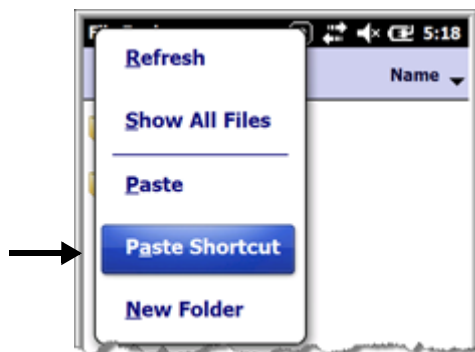 5:18
Name
Refresh
Show All Files
Paste
Paste Shortcut
New Folder